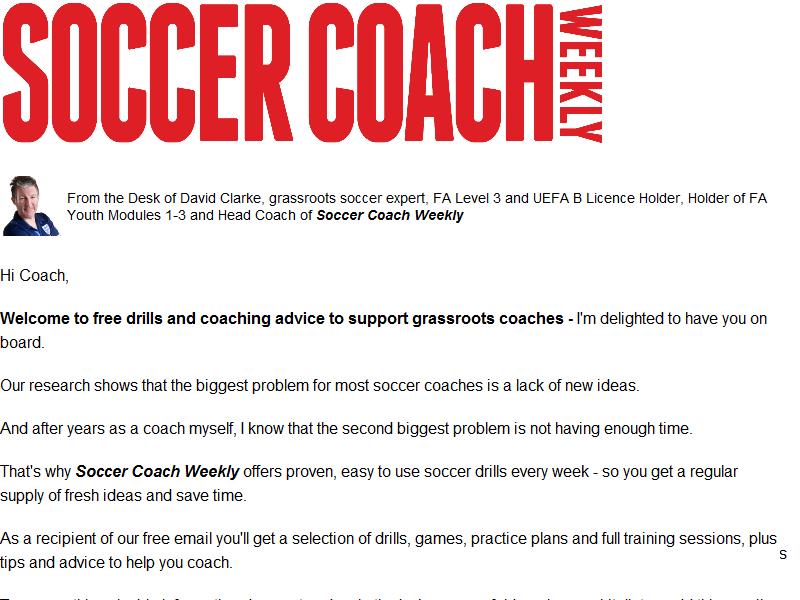 SOCCER COACH WEEKLY
From the Desk of David Clarke, grassroots soccer expert, FA Level 3 and UEFA B Licence Holder, Holder of FA
Youth Modules 1-3 and Head Coach of Soccer Coach Weekly
Hi Coach,
Welcome to free drills and coaching advice to support grassroots coaches - I'm delighted to have you on
board.
Our research shows that the biggest problem for most soccer coaches is a lack of new ideas.
And after years as a coach myself, I know that the second biggest problem is not having enough time.
That's why Soccer Coach Weekly offers proven, easy to use soccer drills every week - so you get a regular
supply of fresh ideas and save time.
As a recipient of our free email you'll get a selection of drills, games, practice plans and full training sessions, plus
s
tips and advice to help you coach.